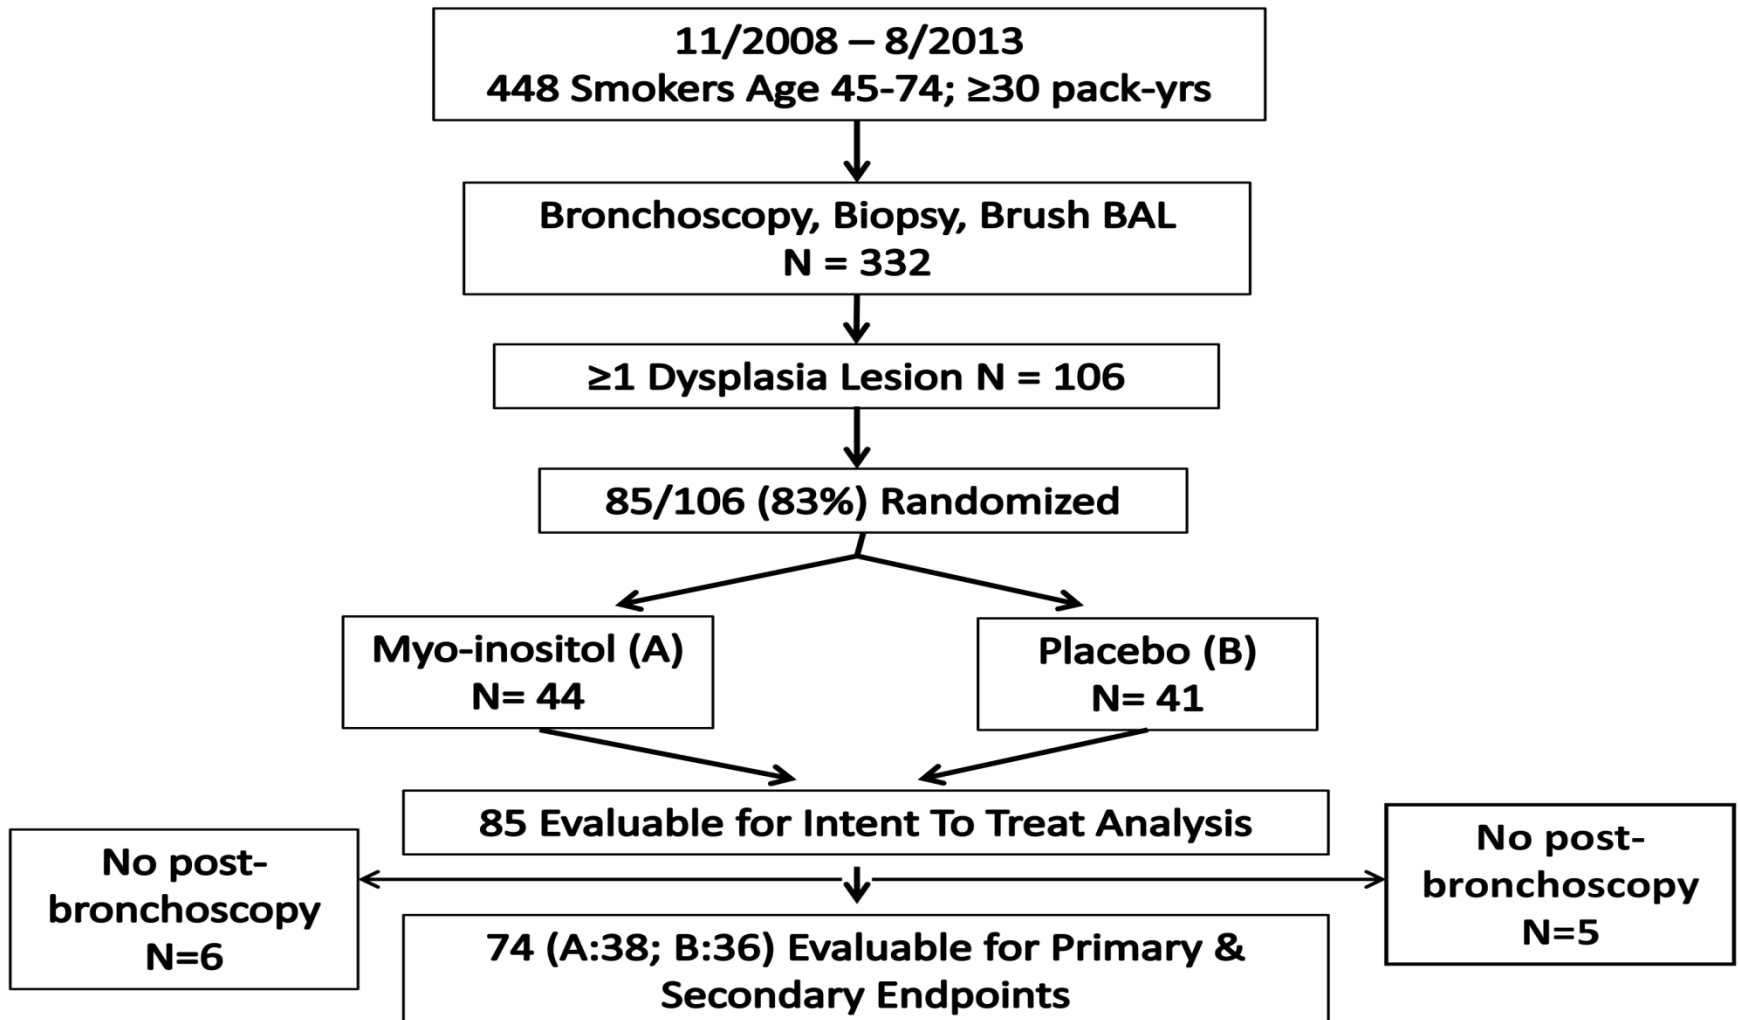 11/2008 – 8/2013
448 Smokers Age 45-74; ≥30 pack-yrs
Bronchoscopy, Biopsy, Brush BAL
N = 332
≥1 Dysplasia Lesion N = 106
85/106 (83%) Randomized
Myo-inositol (A)
N= 44
Placebo (B)
N= 41
85 Evaluable for Intent To Treat Analysis
No post-
bronchoscopy
N=6
No post-
bronchoscopy
N=5
74 (A:38; B:36) Evaluable for Primary &
Secondary Endpoints